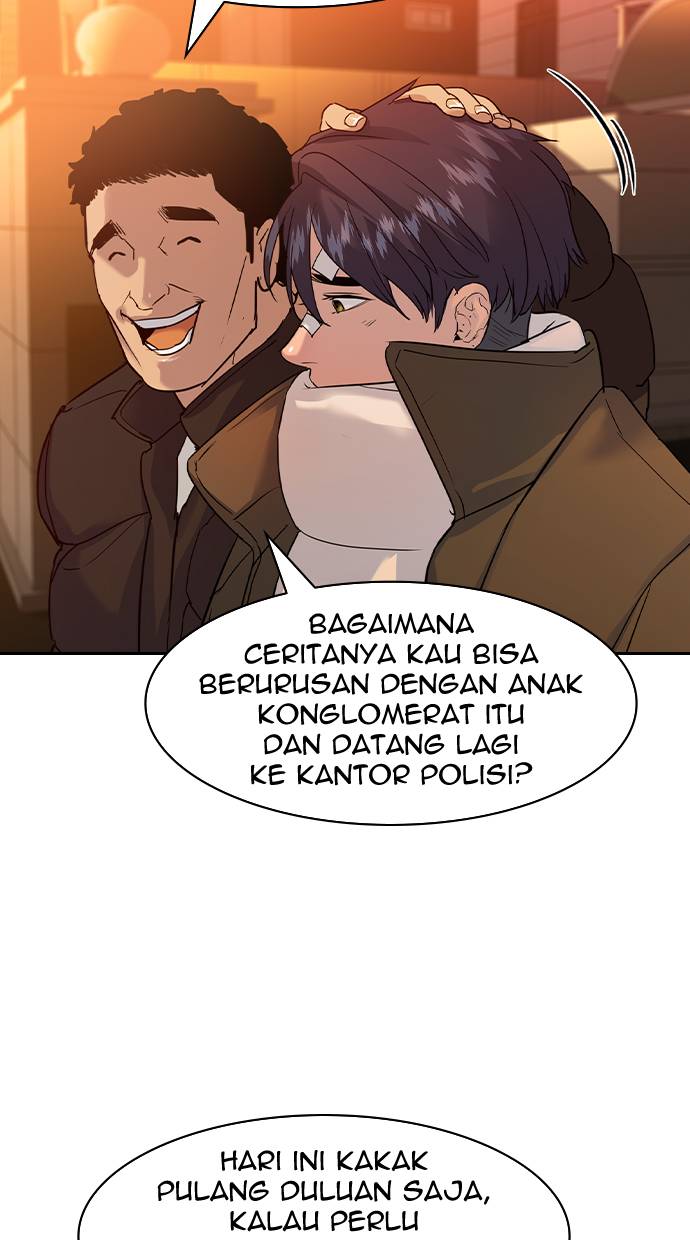 BAGAIMANA
CERITANYA KAU BISA
BERURUSAN DENGAN ANAK
KONGLOMERAT ITU
DAN DATANG LAGI
KE KANTOR POLISI?
HARI INI KAKAK
PULANG DULUAN SAJA,
KALAU PERLU